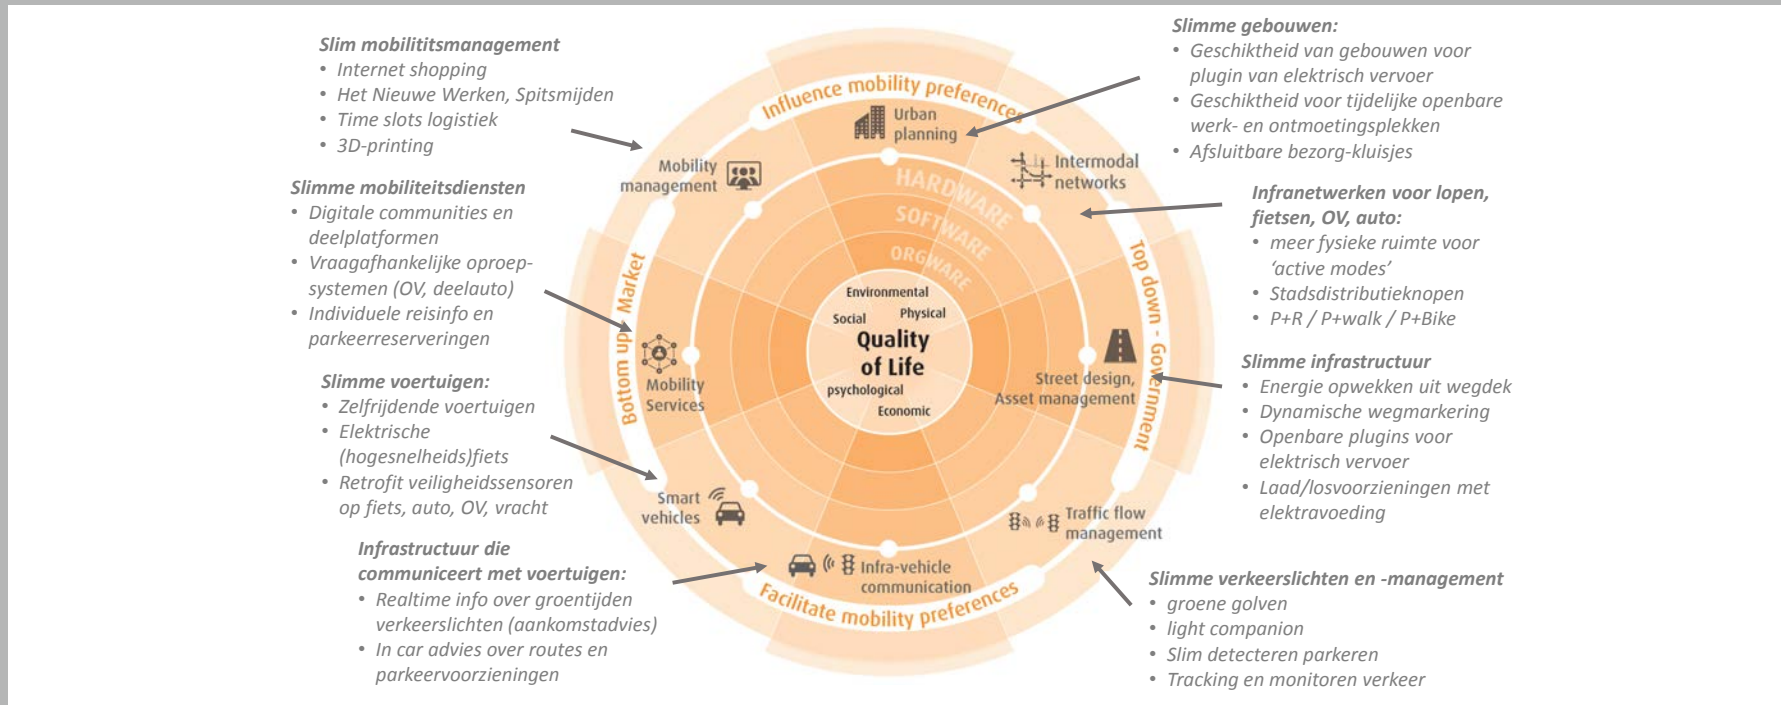 Slim mobilititsmanagement
• Internet shopping
• Het Nieuwe Werken, Spitsmijden
• Time slots logistiek
• 3D-printing
Slimme mobiliteitsdiensten
• Digitale communities en
deelplatformen
• Vraagafhankelijke oproep-
systemen (OV, deelauto)
• Individuele reisinfo en
parkeerreserveringen
Slimme voertuigen:
• Zelfrijdende voertuigen
• Elektrische
(hogesnelheids)fiets
• Retrofit veiligheidssensoren
op fiets, auto, OV, vracht
Infrastructuur die
communiceert met voertuigen:
• Realtime info over groentijden
verkeerslichten (aankomstadvies)
• In car advies over routes en
parkeervoorzieningen
Influence mobility preferences
Urban
planning
Mobility
management
Intermodal
networks
HARDWARE
SOFTWARE
ORGWARE
Bottom up - Market
Top down - Government
Environmental
Social
Physical
Quality
of Life
psychological
Economic
Mobility
Services
Street design,
Asset management
Smart
vehicles
Traffic flow
management
Infra-vehicle
communication
Facilitate mobility preferences
Slimme gebouwen:
• Geschiktheid van gebouwen voor
plugin van elektrisch vervoer
• Geschiktheid voor tijdelijke openbare
werk- en ontmoetingsplekken
• Afsluitbare bezorg-kluisjes
Infranetwerken voor lopen,
fietsen, OV, auto:
• meer fysieke ruimte voor
‘active modes’
• Stadsdistributieknopen
• P+R / P+walk / P+Bike
Slimme infrastructuur
• Energie opwekken uit wegdek
• Dynamische wegmarkering
• Openbare plugins voor
elektrisch vervoer
• Laad/losvoorzieningen met
elektravoeding
Slimme verkeerslichten en -management
• groene golven
• light companion
• Slim detecteren parkeren
• Tracking en monitoren verkeer